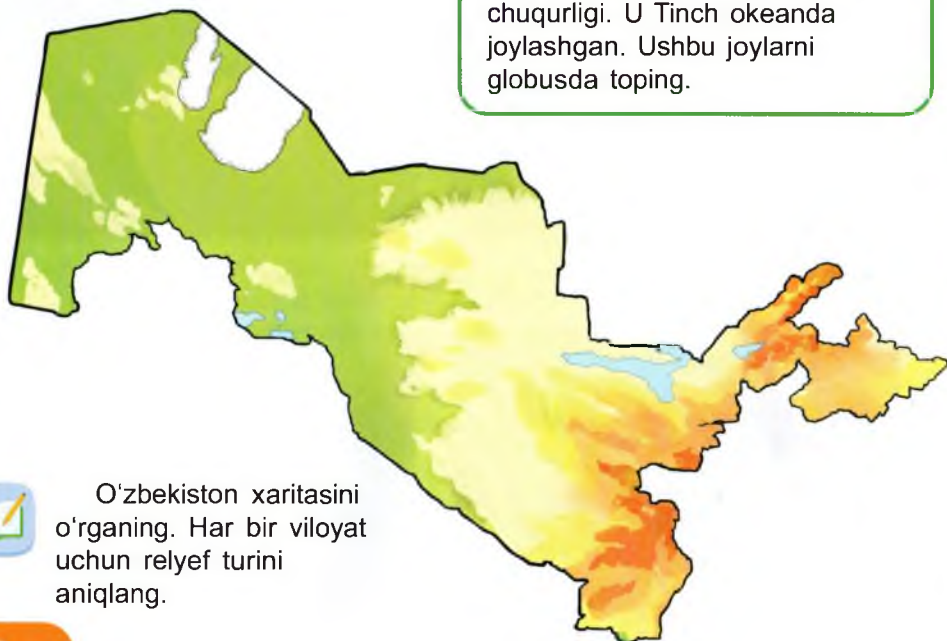 chuqurligi. U Tinch okeanda
joylashgan. Ushbu joylarni
globusda toping.
O‘zbekiston xaritasini
o‘rganing. Har bir viloyat
uchun relyef turini
aniqlang.